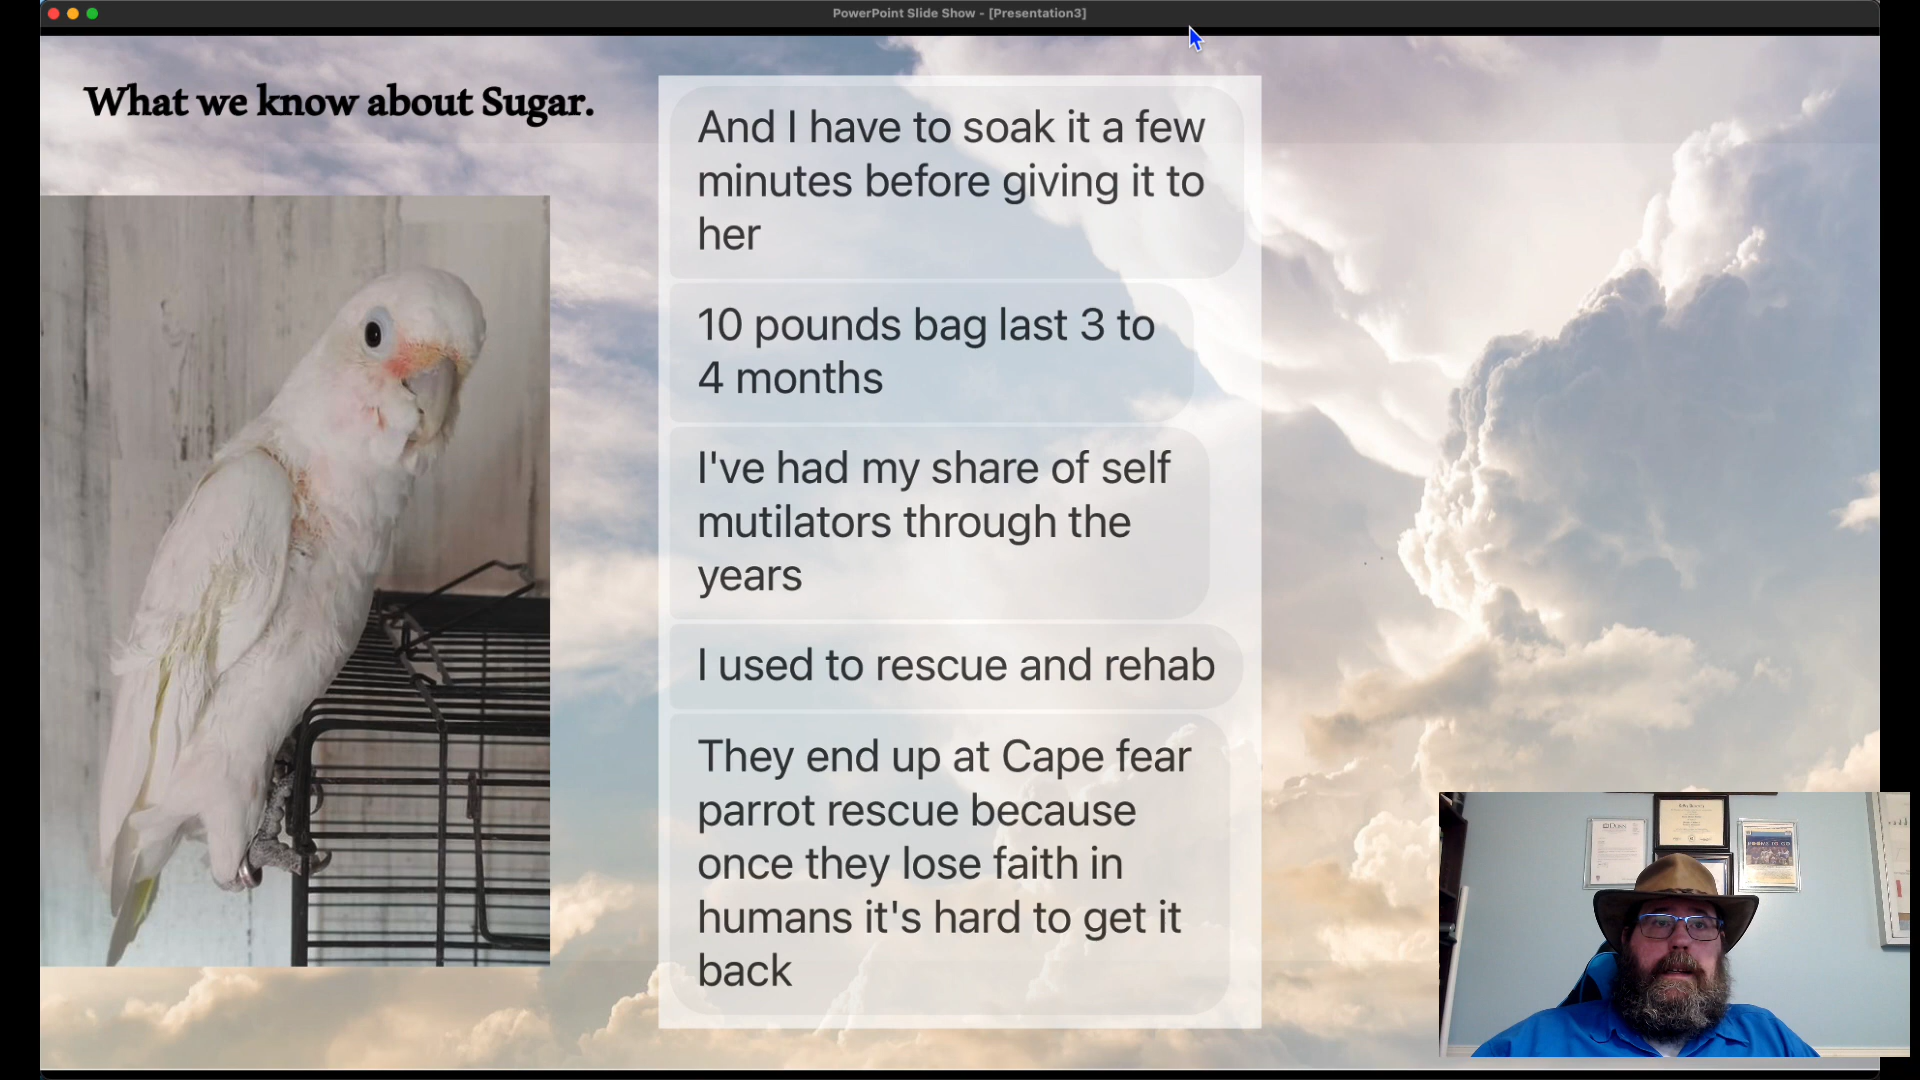 PowerPoint Slide Show - [Presentation3]
What we know about Sugar.
And I have to soak it a few
minutes before giving it to
her
10 pounds bag last 3 to
4 months
I've had my share of self
mutilators through the
years
I used to rescue and rehab
They end up at Cape fear
parrot rescue because
once they lose faith in
humans it's hard to get it
back